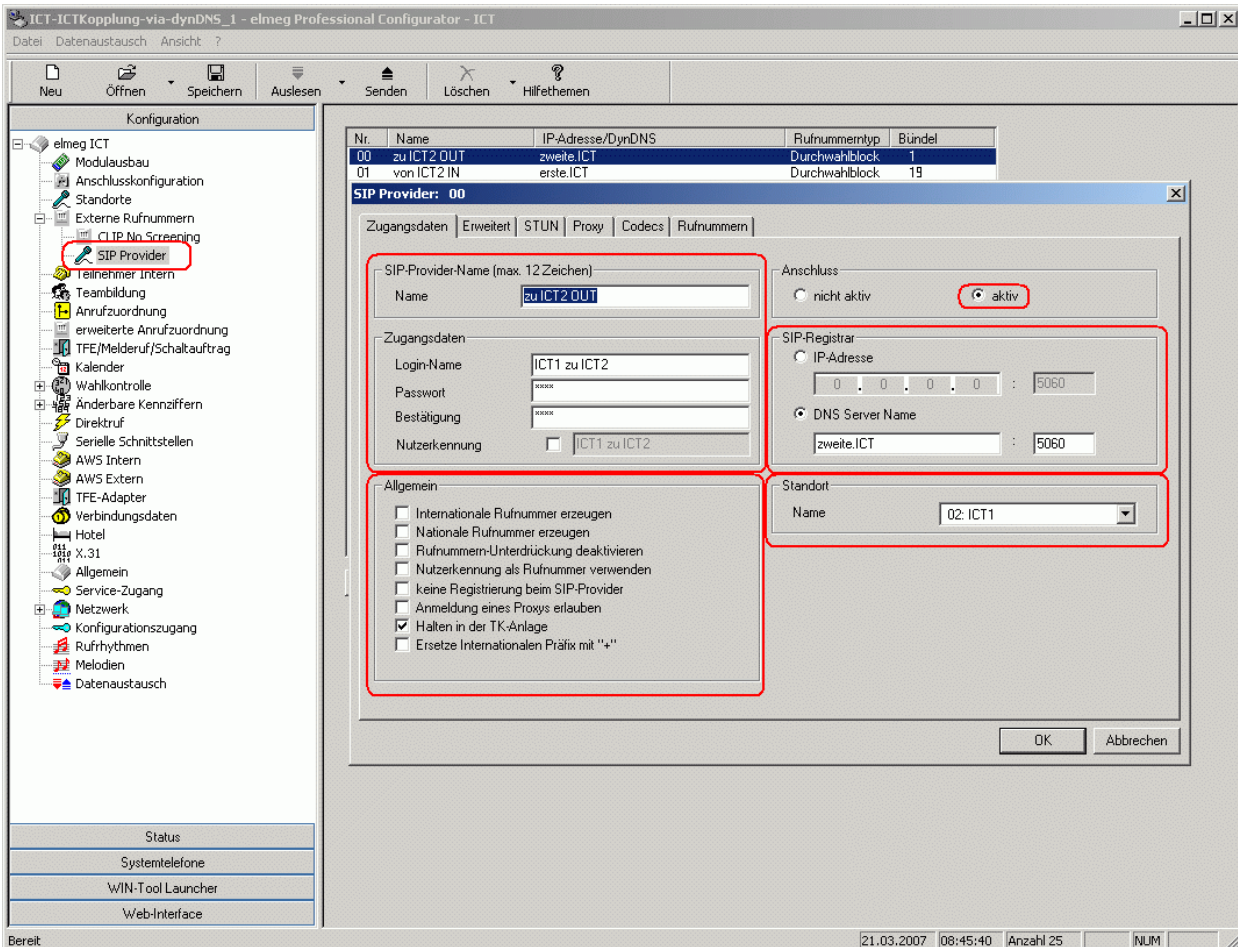 ICT-ICTKopplung-via-dynDNS_1 - elmeg Professional Configurator - ICT
Datei Datenaustausch Ansicht ?
Neu Öffnen Speichern Auslesen Senden Löschen Hilfethemen
Konfiguration
elmeg ICT
Modulausbau
Anschlusskonfiguration
Standorte
Externe Rufnummern
CLIP No Screening
SIP Provider
Teilnehmer Intern
Teambildung
Anrufzuordnung
erweiterte Anrufzuordnung
TFE/Melderuf/Schaltauftrag
Kalender
Wahlkontrolle
Änderbare Kennziffern
Direktruf
Serielle Schnittstellen
AWS Intern
AWS Extern
TFE-Adapter
Verbindungsdaten
Hotel
X.31
Allgemein
Service-Zugang
Netzwerk
Konfigurationszugang
Rufrhythmen
Melodien
Datenaustausch
Status
Systemtelefone
WIN-Tool Launcher
Web-Interface
Nr. Name IP-Adresse/DynDNS Rufnummerntyp Bündel
00 zu ICT2 OUT zweite.ICT Durchwahlblock 1
01 von ICT2 IN erste.ICT Durchwahlblock 19
SIP Provider: 00
Zugangsdaten Erweitert STUN Proxy Codecs Rufnummern
SIP-Provider-Name (max. 12 Zeichen)
Name zu ICT2 OUT
Zugangsdaten
Login-Name ICT1 zu ICT2
Passwort xxxx
Bestätigung xxxx
Nutzerkennung ICT1 zu ICT2
Allgemein
Internationale Rufnummer erzeugen
Nationale Rufnummer erzeugen
Rufnummern-Unterdrückung deaktivieren
Nutzerkennung als Rufnummer verwenden
keine Registrierung beim SIP-Provider
Anmeldung eines Proxys erlauben
Halten in der TK-Anlage
Ersetze Internationalen Präfix mit "+"
Anschluss
nicht aktiv aktiv
SIP-Registrar
IP-Adresse
0 . 0 . 0 . 0 : 5060
DNS Server Name
zweite.ICT : 5060
Standort
Name 02: ICT1
OK Abbrechen
Bereit 21.03.2007 08:45:40 Anzahl 25 NUM